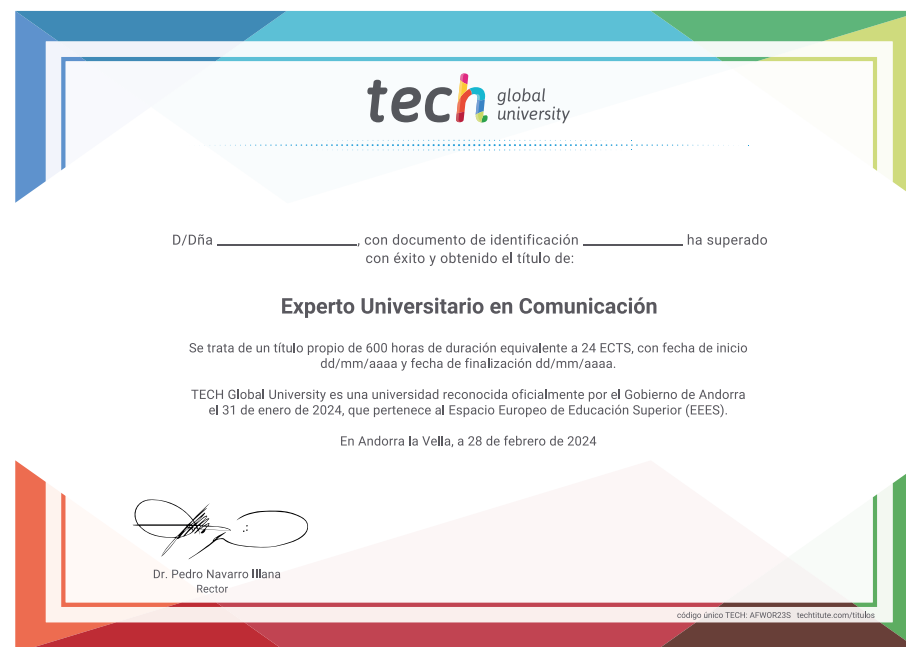 tech global university
D/Dña ____________________, con documento de identificación ______________ ha superado
con éxito y obtenido el título de:
Experto Universitario en Comunicación
Se trata de un título propio de 600 horas de duración equivalente a 24 ECTS, con fecha de inicio
dd/mm/aaaa y fecha de finalización dd/mm/aaaa.
TECH Global University es una universidad reconocida oficialmente por el Gobierno de Andorra
el 31 de enero de 2024, que pertenece al Espacio Europeo de Educación Superior (EEES).
En Andorra la Vella, a 28 de febrero de 2024
Dr. Pedro Navarro Illana
Rector
código único TECH: AFWOR23S techtitute.com/titulos